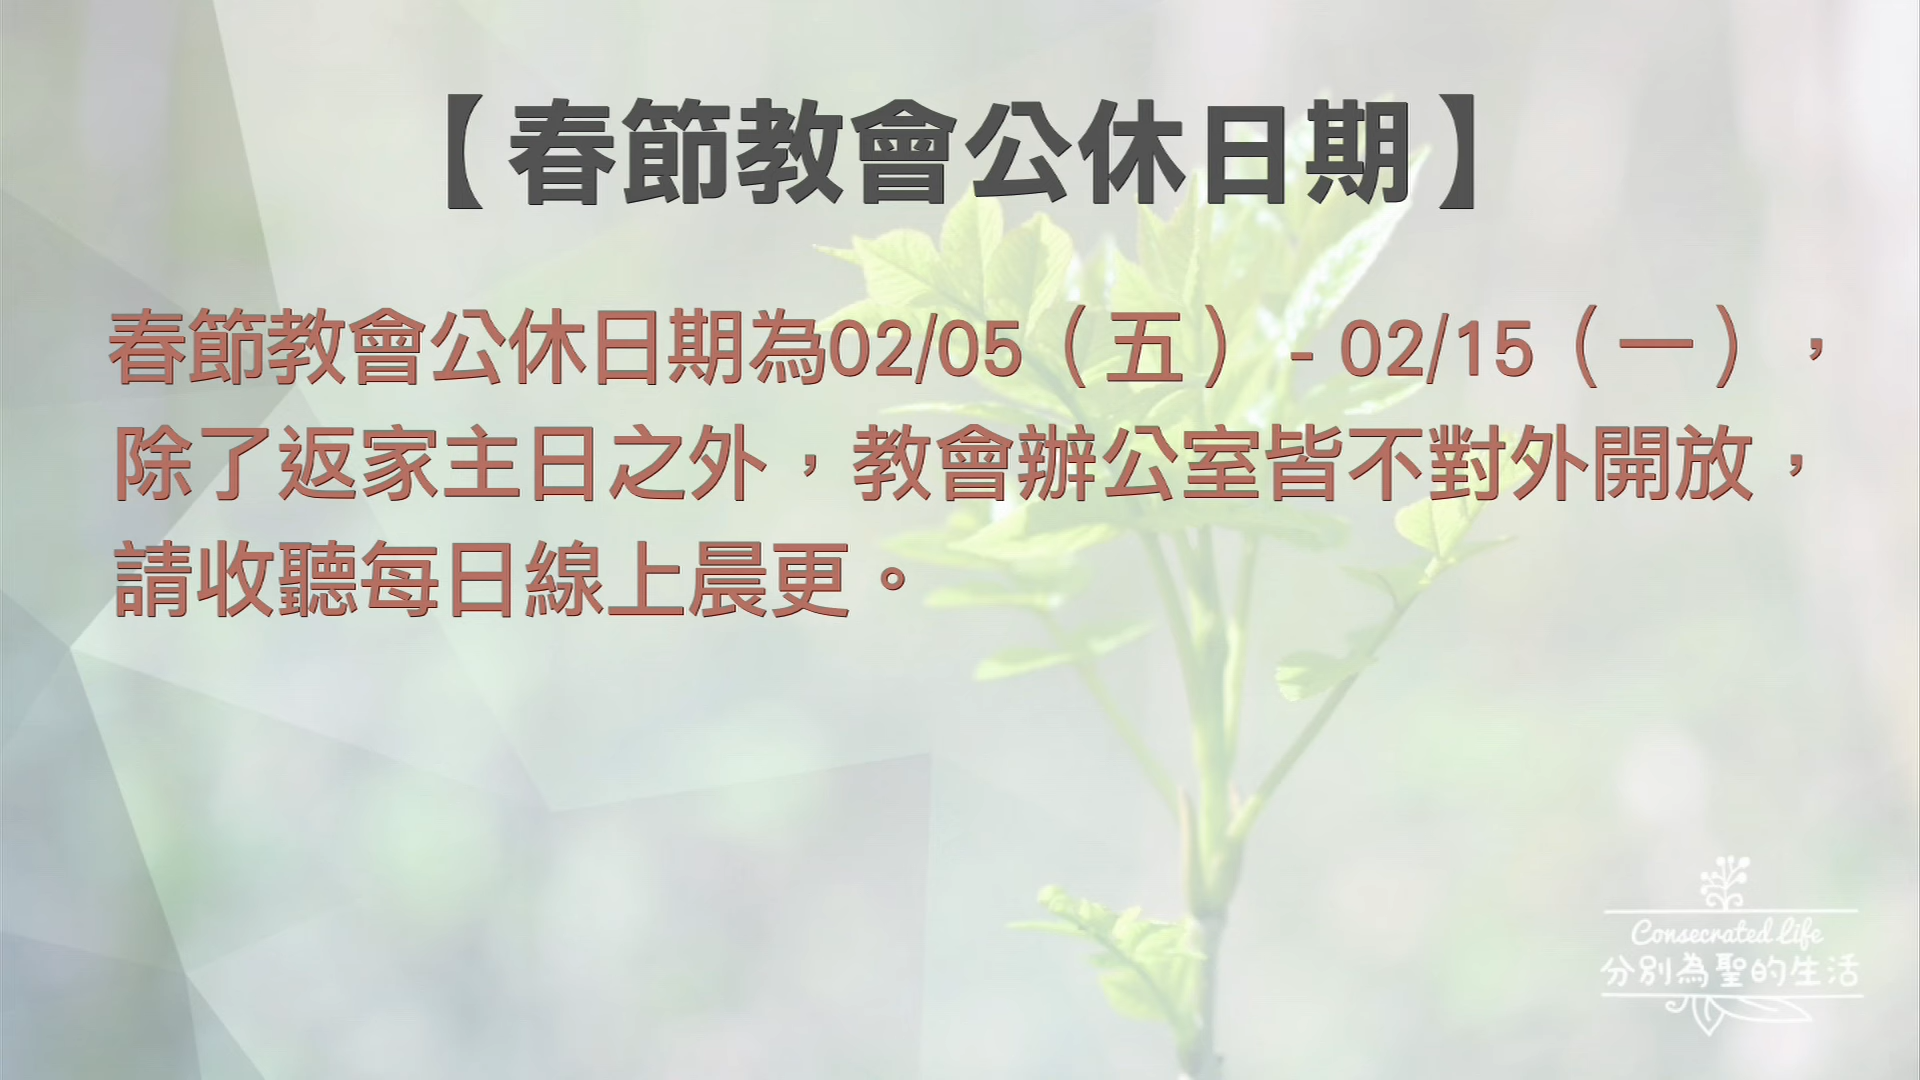 【春節教會公休日期】
春節教會公休日期為02/05（五） - 02/15（一），
除了返家主日之外，教會辦公室皆不對外開放，
請收聽每日線上晨更。
Consecrated Life
分別為聖的生活